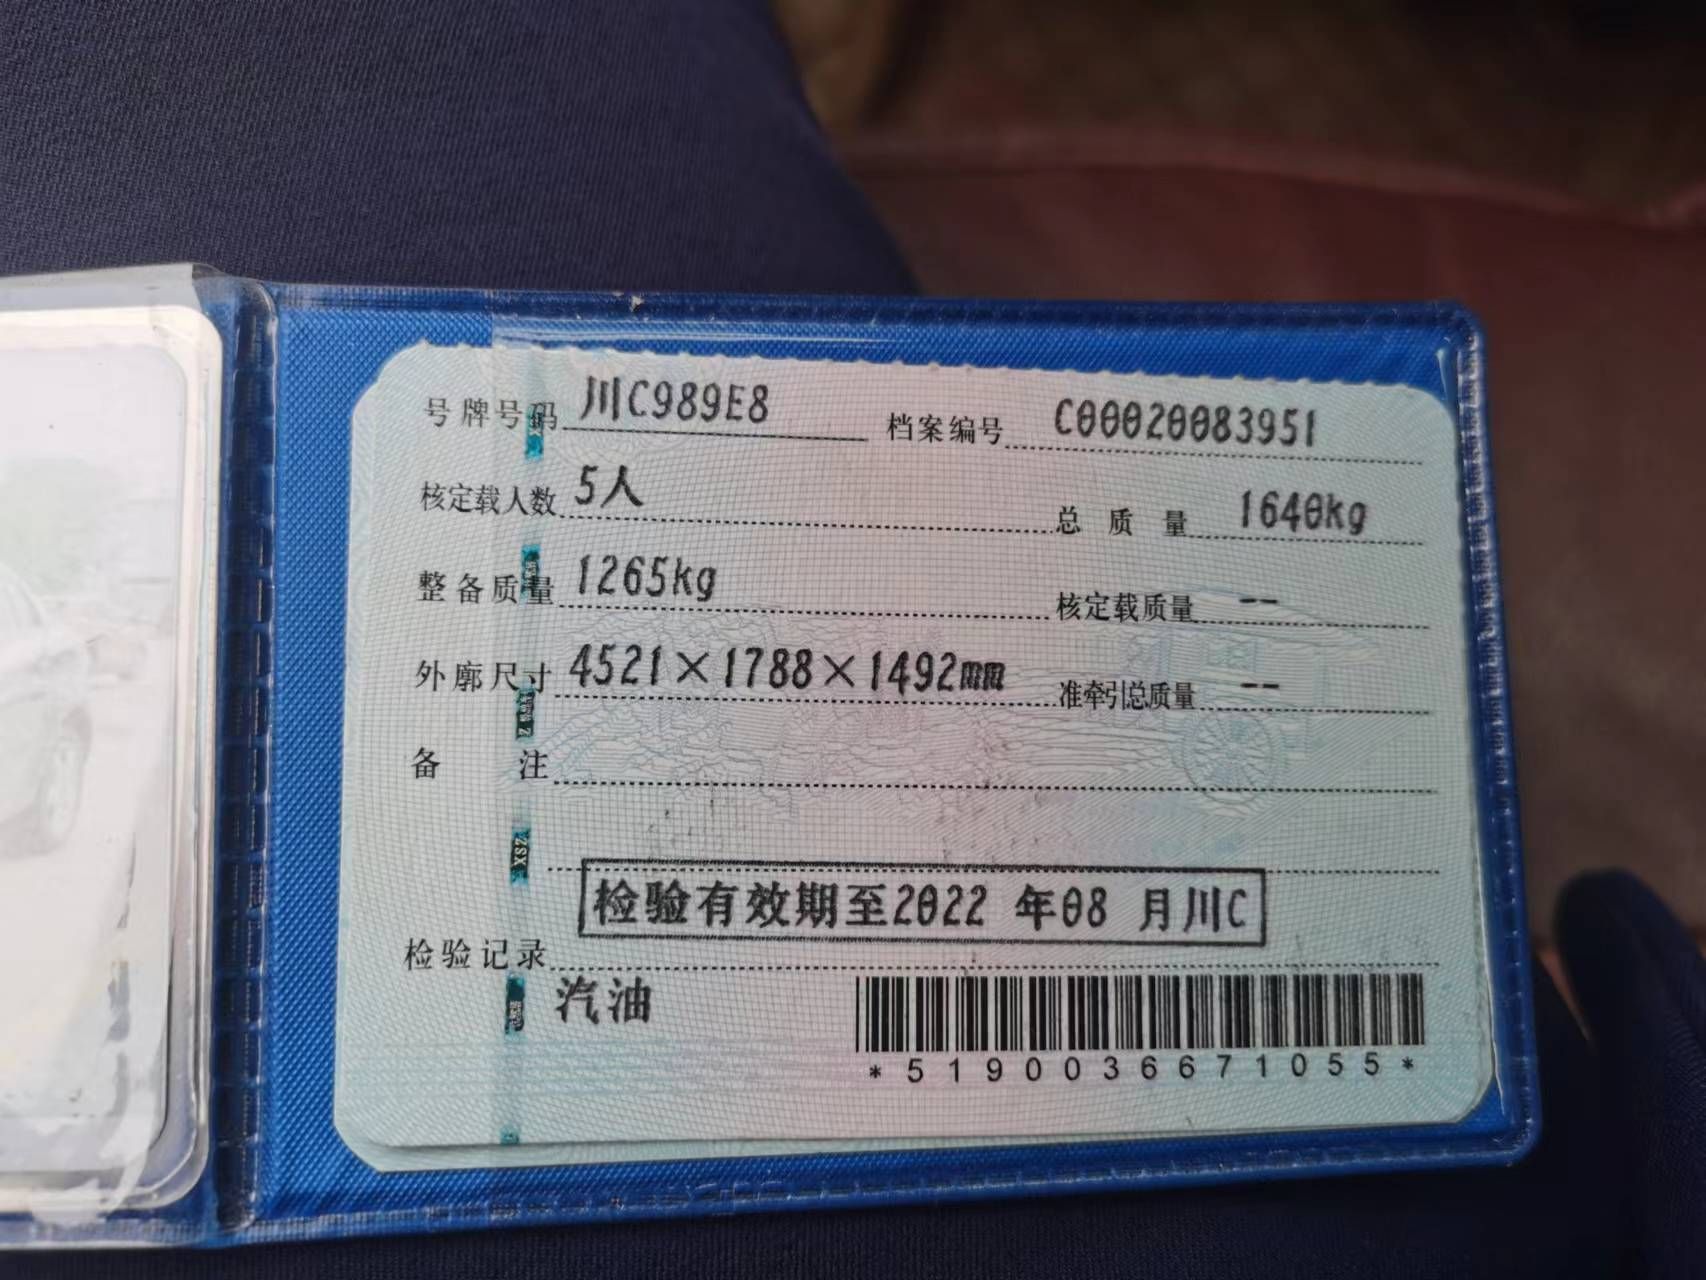 号牌号码 川C989E8 档案编号 C00020083951
核定载人数 5人 总质量 1640kg
整备质量 1265kg 核定载质量 --
外廓尺寸 4521×1788×1492mm 准牵引总质量 --
备注
检验有效期至2022 年08 月川C
检验记录
汽油
*5190036671055*
XSZ